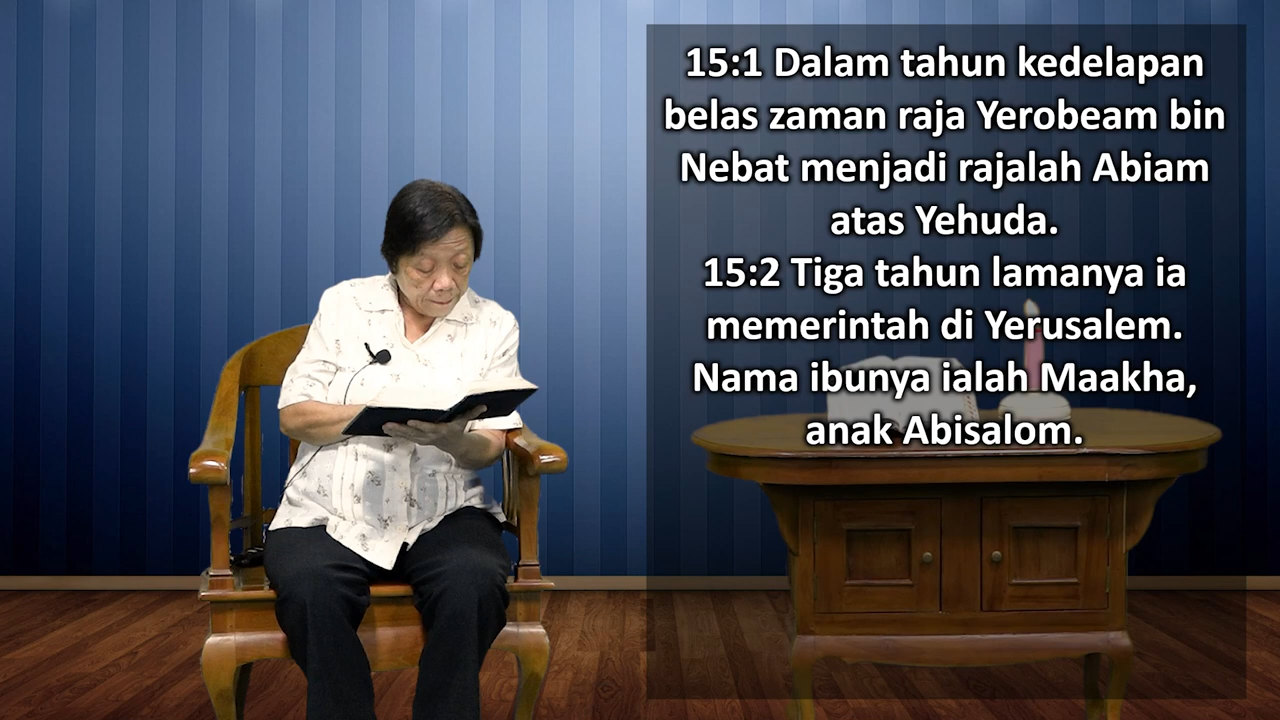 15:1 Dalam tahun kedelapan
belas zaman raja Yerobeam bin
Nebat menjadi rajalah Abiam
atas Yehuda.
15:2 Tiga tahun lamanya ia
memerintah di Yerusalem.
Nama ibunya ialah Maakha,
anak Abisalom.